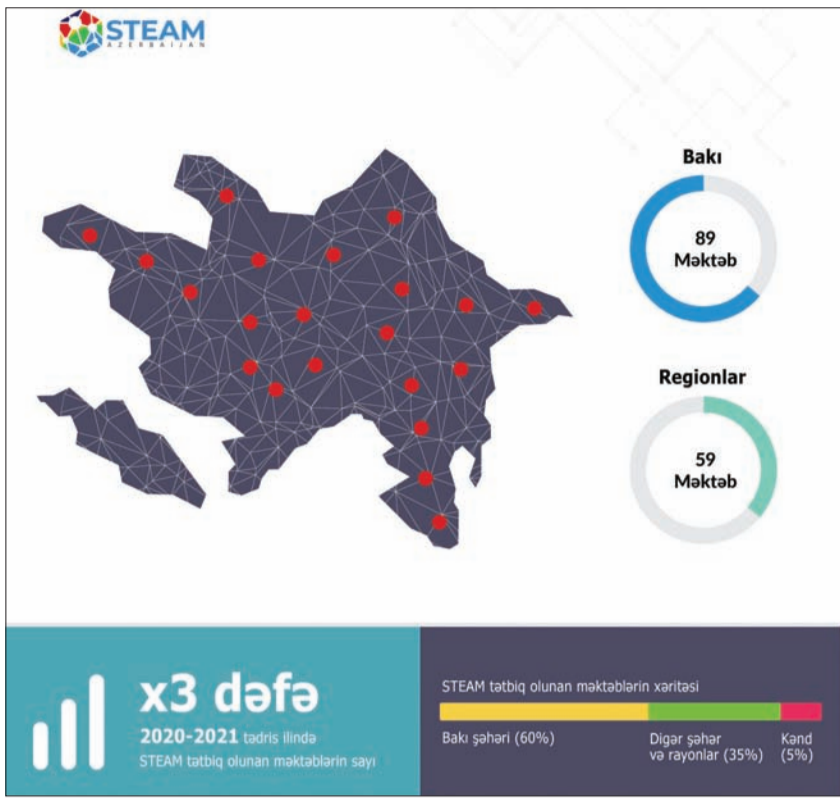 STEAM
AZERBAIJAN
Bakı
89
Məktəb
Regionlar
59
Məktəb
x3 dəfə
2020-2021 tədris ilində
STEAM tətbiq olunan məktəblərin sayı
STEAM tətbiq olunan məktəblərin xəritəsi
Bakı şəhəri (60%)
Digər şəhər
və rayonlar (35%)
Kənd
(5%)